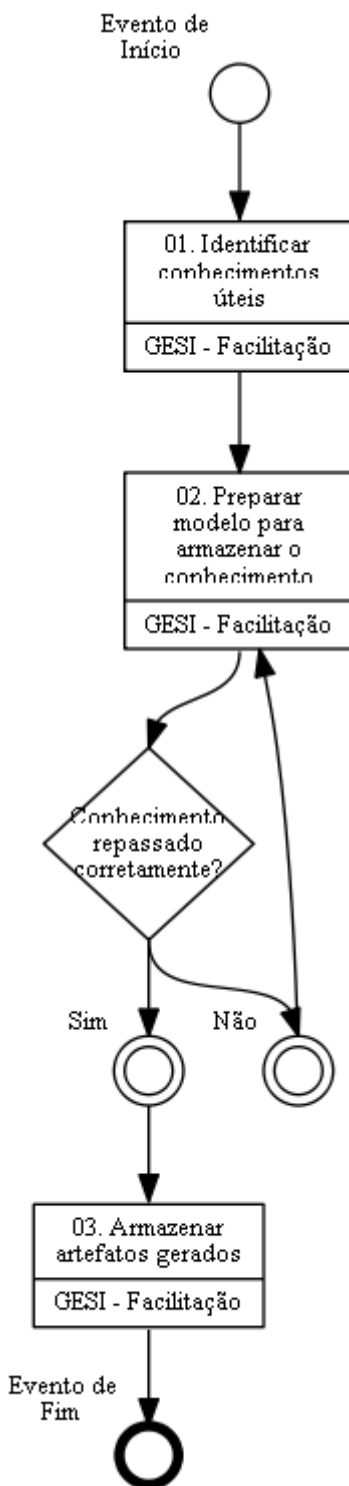 Evento de
Início
01. Identificar
conhecimentos
úteis
GESI - Facilitação
02. Preparar
modelo para
armazenar o
conhecimento
GESI - Facilitação
Conhecimento
repassado
corretamente?
Sim
Não
03. Armazenar
artefatos gerados
GESI - Facilitação
Evento de
Fim